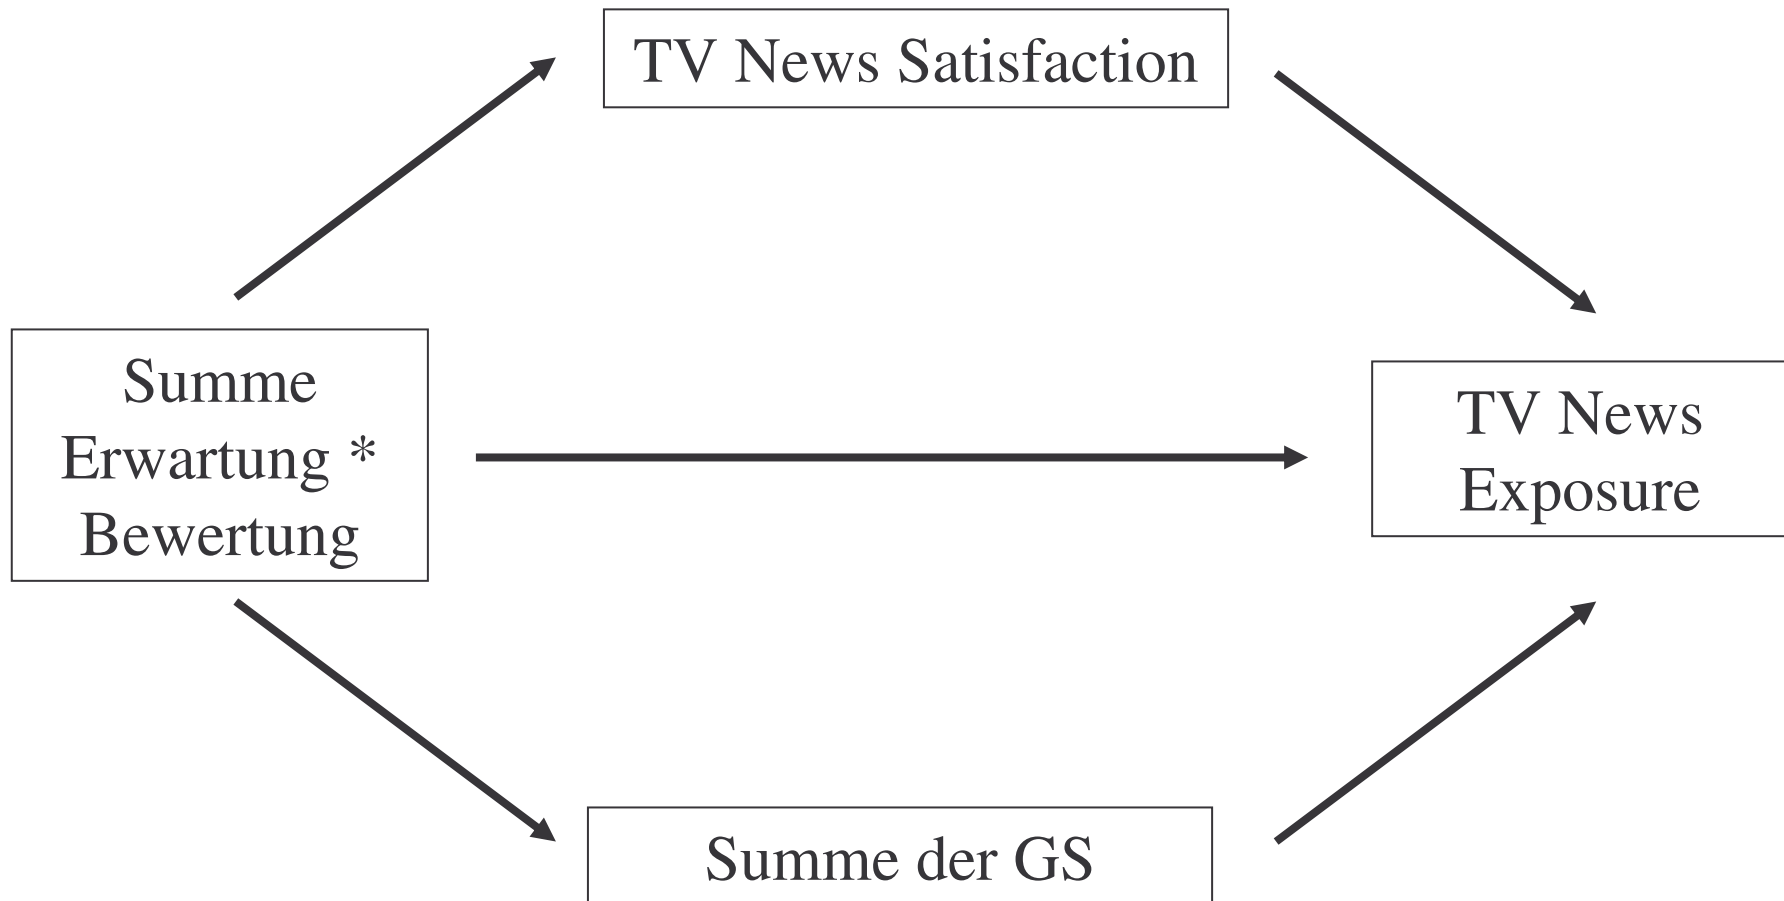 TV News Satisfaction
Summe
Erwartung *
Bewertung
TV News
Exposure
Summe der GS